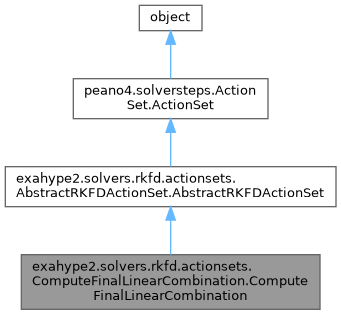 object
peano4.solversteps.Action
Set.ActionSet
exahype2.solvers.rkfd.actionsets.
AbstractRKFDActionSet.AbstractRKFDActionSet
exahype2.solvers.rkfd.actionsets.
ComputeFinalLinearCombination.Compute
FinalLinearCombination